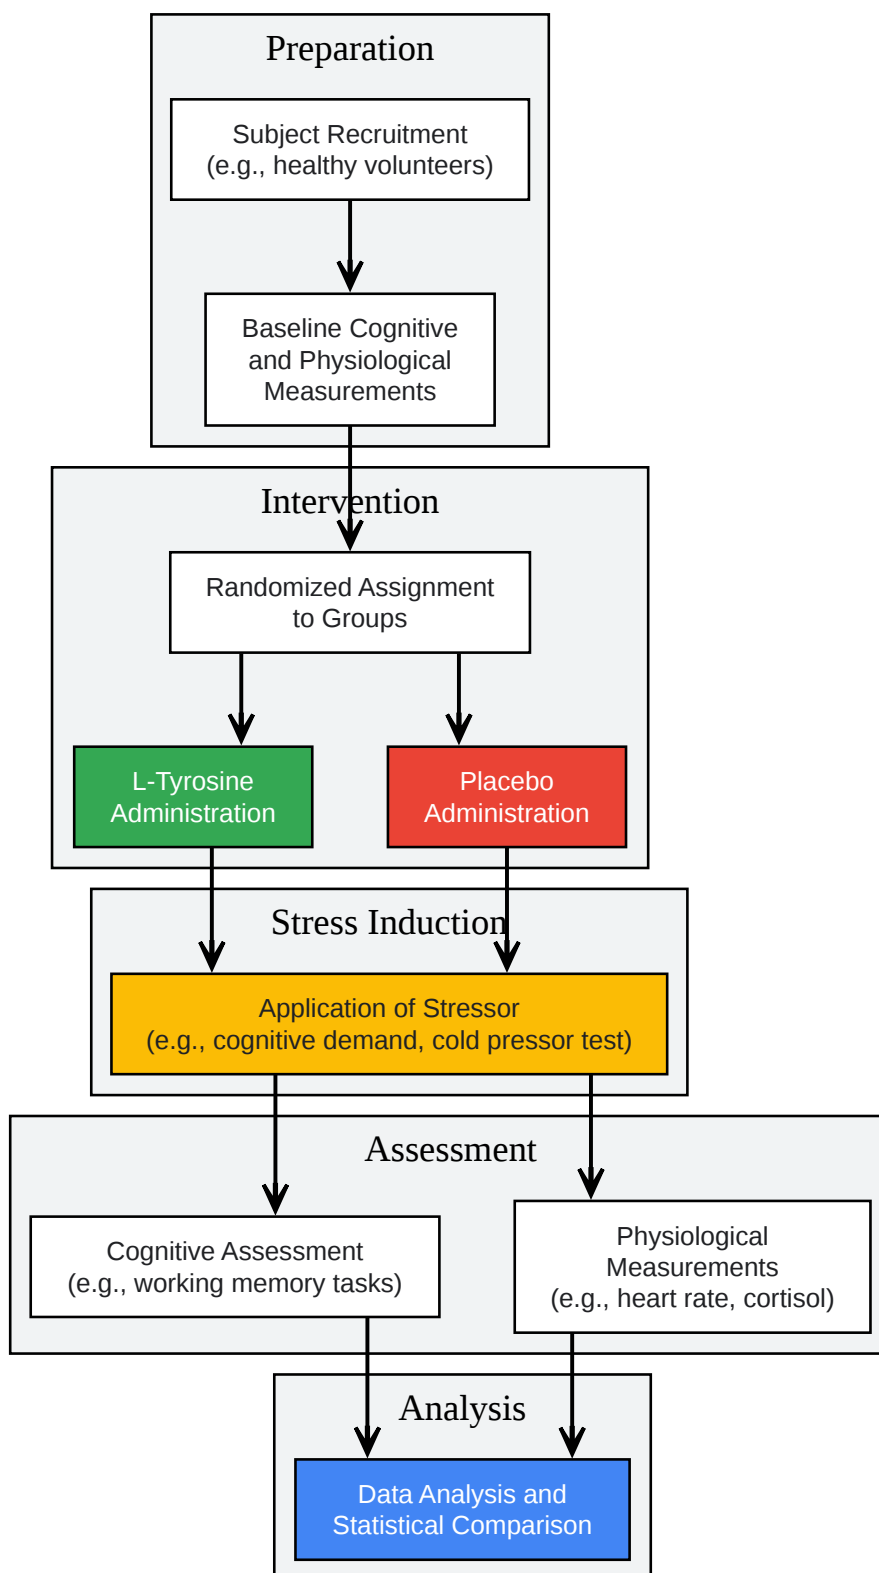 Preparation
Subject Recruitment
(e.g., healthy volunteers)
Baseline Cognitive
and Physiological
Measurements
Intervention
Randomized Assignment
to Groups
L-Tyrosine
Administration
Placebo
Administration
Stress Induction
Application of Stressor
(e.g., cognitive demand, cold pressor test)
Assessment
Cognitive Assessment
(e.g., working memory tasks)
Physiological
Measurements
(e.g., heart rate, cortisol)
Analysis
Data Analysis and
Statistical Comparison